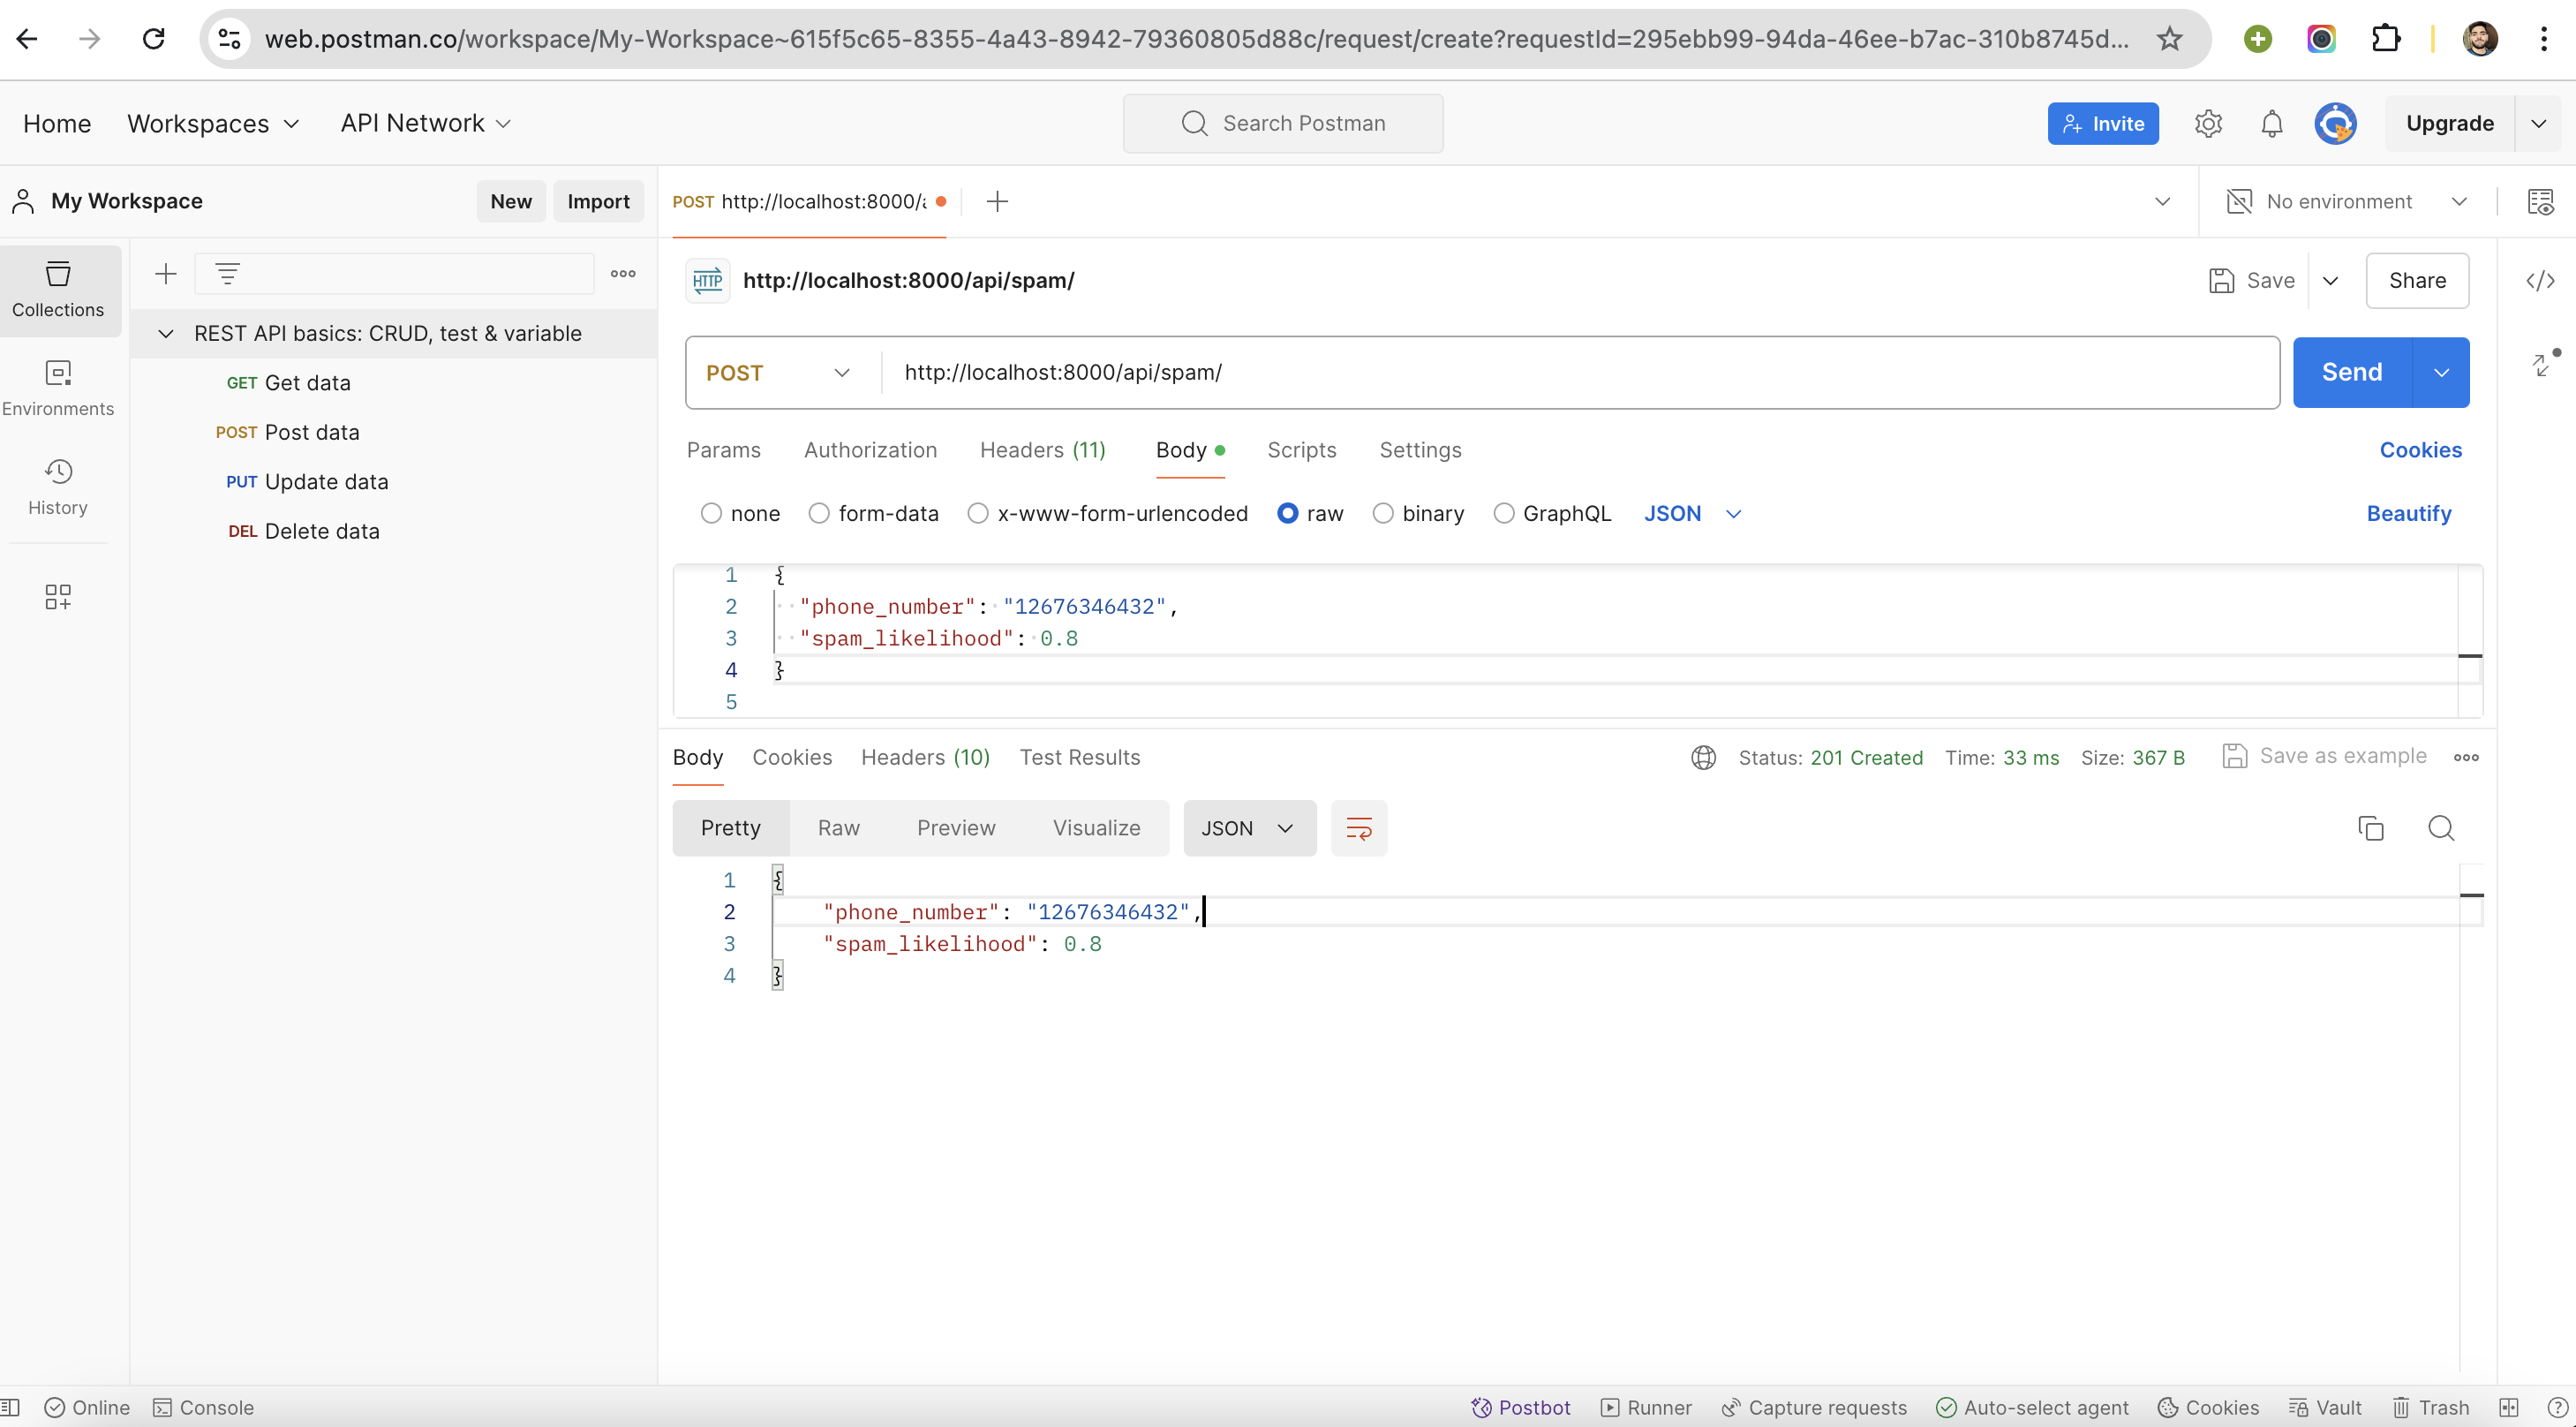 web.postman.co/workspace/My-Workspace~615f5c65-8355-4a43-8942-79360805d88c/request/create?requestId=295ebb99-94da-46ee-b7ac-310b8745d...
Home Workspaces API Network Search Postman Invite Upgrade
My Workspace New Import POST http://localhost:8000/a No environment
Collections
Environments
History
REST API basics: CRUD, test & variable
GET Get data
POST Post data
PUT Update data
DEL Delete data
HTTP http://localhost:8000/api/spam/ Save Share
POST http://localhost:8000/api/spam/ Send
Params Authorization Headers (11) Body Scripts Settings Cookies
none form-data x-www-form-urlencoded raw binary GraphQL JSON Beautify
1 {
2 "phone_number": "12676346432",
3 "spam_likelihood": 0.8
4 }
5
Body Cookies Headers (10) Test Results Status: 201 Created Time: 33 ms Size: 367 B Save as example
Pretty Raw Preview Visualize JSON
1 {
2 "phone_number": "12676346432",
3 "spam_likelihood": 0.8
4 }
Online Console Postbot Runner Capture requests Auto-select agent Cookies Vault Trash